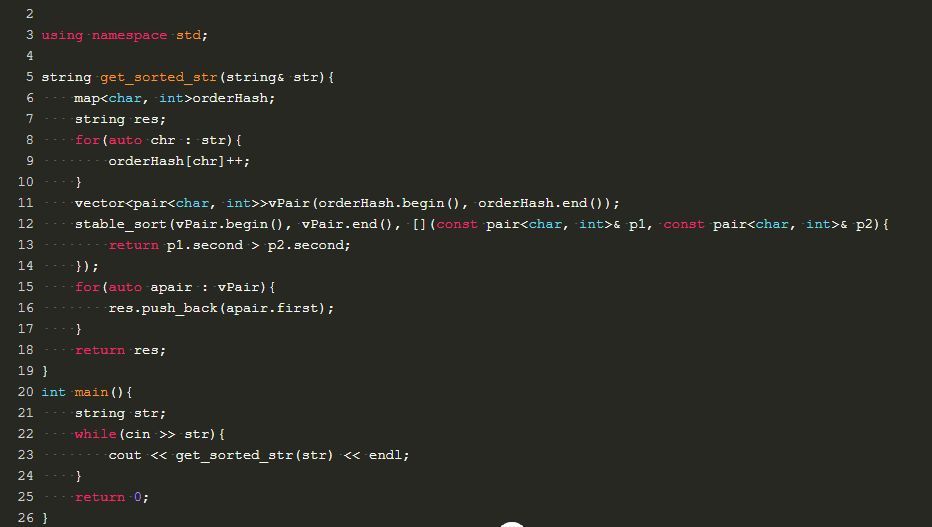 2
3 using namespace std;
4
5 string get_sorted_str(string& str){
6     map<char, int>orderHash;
7     string res;
8     for(auto chr : str){
9         orderHash[chr]++;
10     }
11     vector<pair<char, int>>vPair(orderHash.begin(), orderHash.end());
12     stable_sort(vPair.begin(), vPair.end(), [](const pair<char, int>& p1, const pair<char, int>& p2){
13         return p1.second > p2.second;
14     });
15     for(auto apair : vPair){
16         res.push_back(apair.first);
17     }
18     return res;
19 }
20 int main(){
21     string str;
22     while(cin >> str){
23         cout << get_sorted_str(str) << endl;
24     }
25     return 0;
26 }